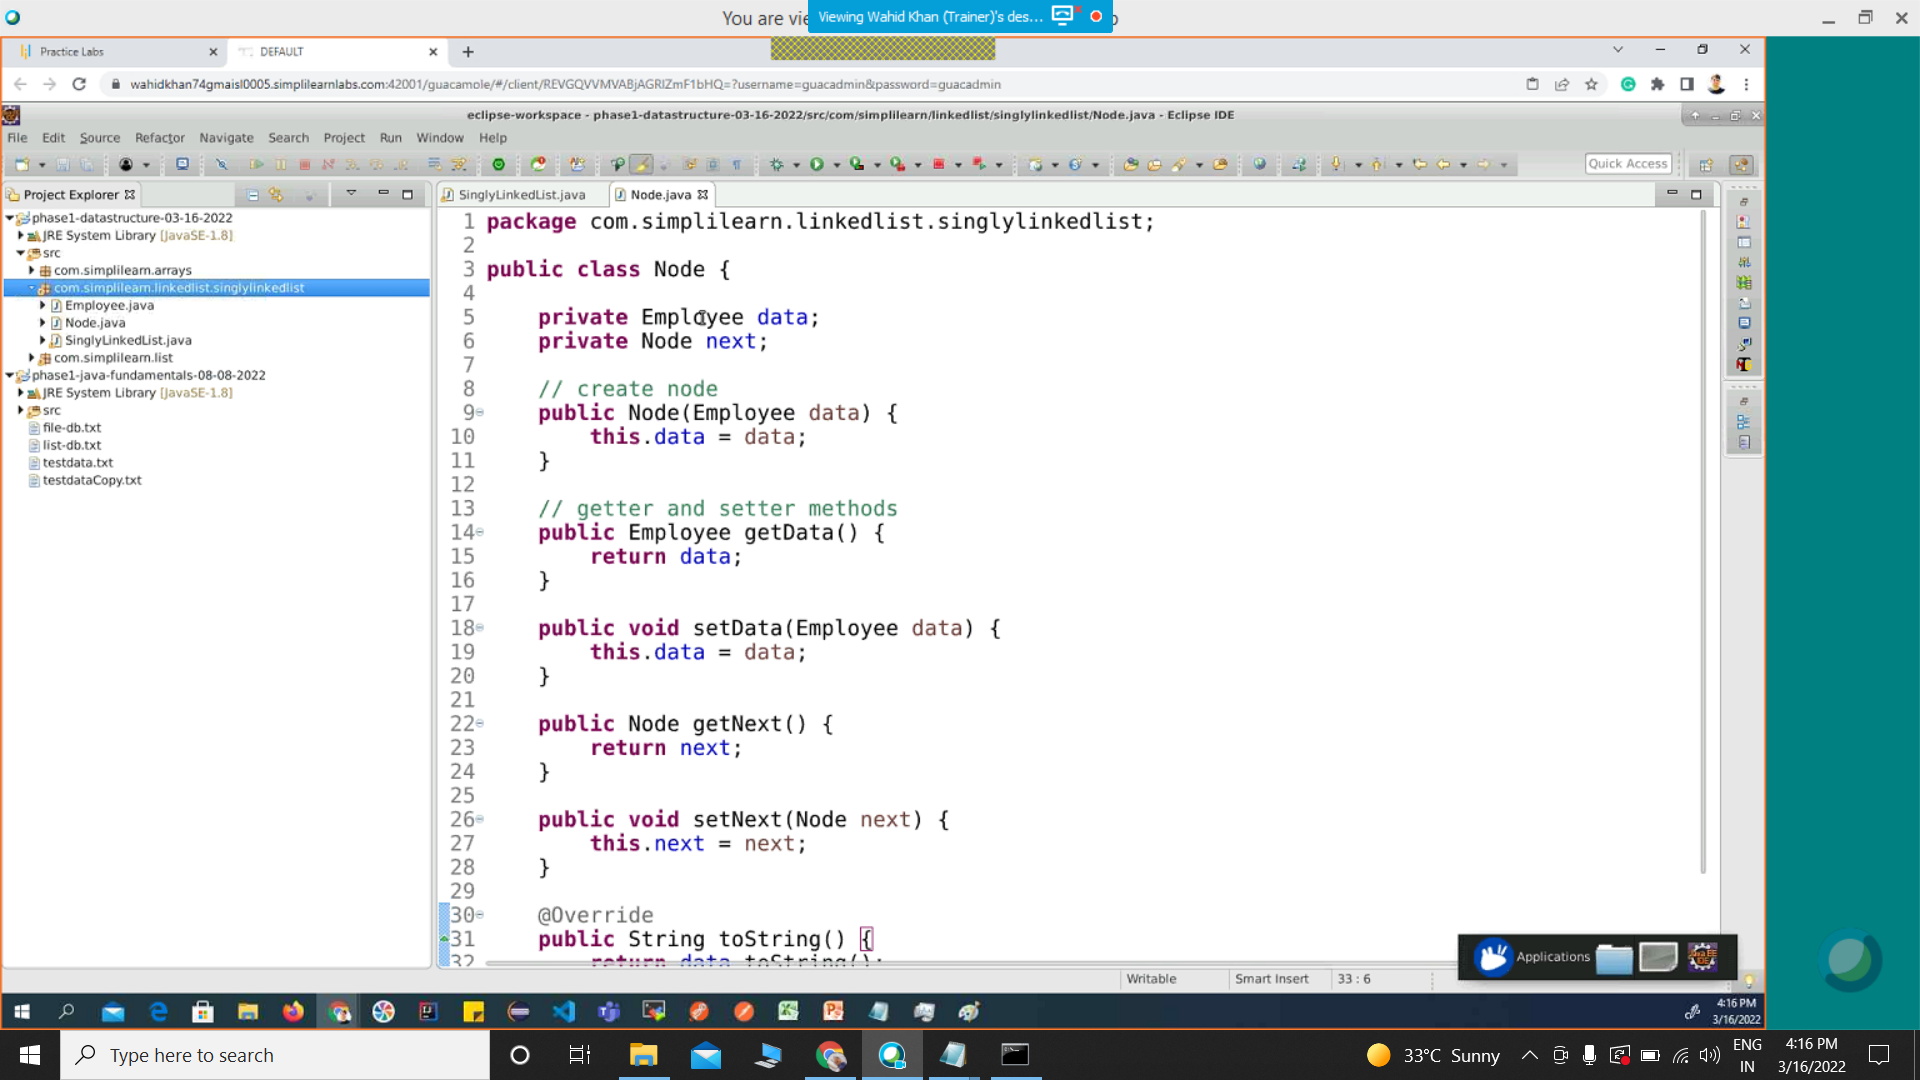 You are vie
Viewing Wahid Khan (Trainer)'s des...
Practice Labs
DEFAULT
wahidkhan74gmaisl0005.simplilearnlabs.com:42001/guacamole/#/client/REVGQVVMVABjAGRlZmF1bHQ=?username=guacadmin&password=guacadmin
eclipse-workspace - phase1-datastructure-03-16-2022/src/com/simplilearn/linkedlist/singlylinkedlist/Node.java - Eclipse IDE
File Edit Source Refactor Navigate Search Project Run Window Help
Quick Access
Project Explorer
SinglyLinkedList.java
Node.java
phase1-datastructure-03-16-2022
JRE System Library [JavaSE-1.8]
src
com.simplilearn.arrays
com.simplilearn.linkedlist.singlylinkedlist
Employee.java
Node.java
SinglyLinkedList.java
com.simplilearn.list
phase1-java-fundamentals-08-08-2022
JRE System Library [JavaSE-1.8]
src
file-db.txt
list-db.txt
testdata.txt
testdataCopy.txt
1 package com.simplilearn.linkedlist.singlylinkedlist;
2
3 public class Node {
4
5 private Employee data;
6 private Node next;
7
8 // create node
9 public Node(Employee data) {
10 this.data = data;
11 }
12
13 // getter and setter methods
14 public Employee getData() {
15 return data;
16 }
17
18 public void setData(Employee data) {
19 this.data = data;
20 }
21
22 public Node getNext() {
23 return next;
24 }
25
26 public void setNext(Node next) {
27 this.next = next;
28 }
29
30 @Override
31 public String toString() {
32 return data.toString();
Applications
Writable
Smart Insert
33 : 6
4:16 PM
3/16/2022
Type here to search
33°C Sunny
ENG
IN
4:16 PM
3/16/2022